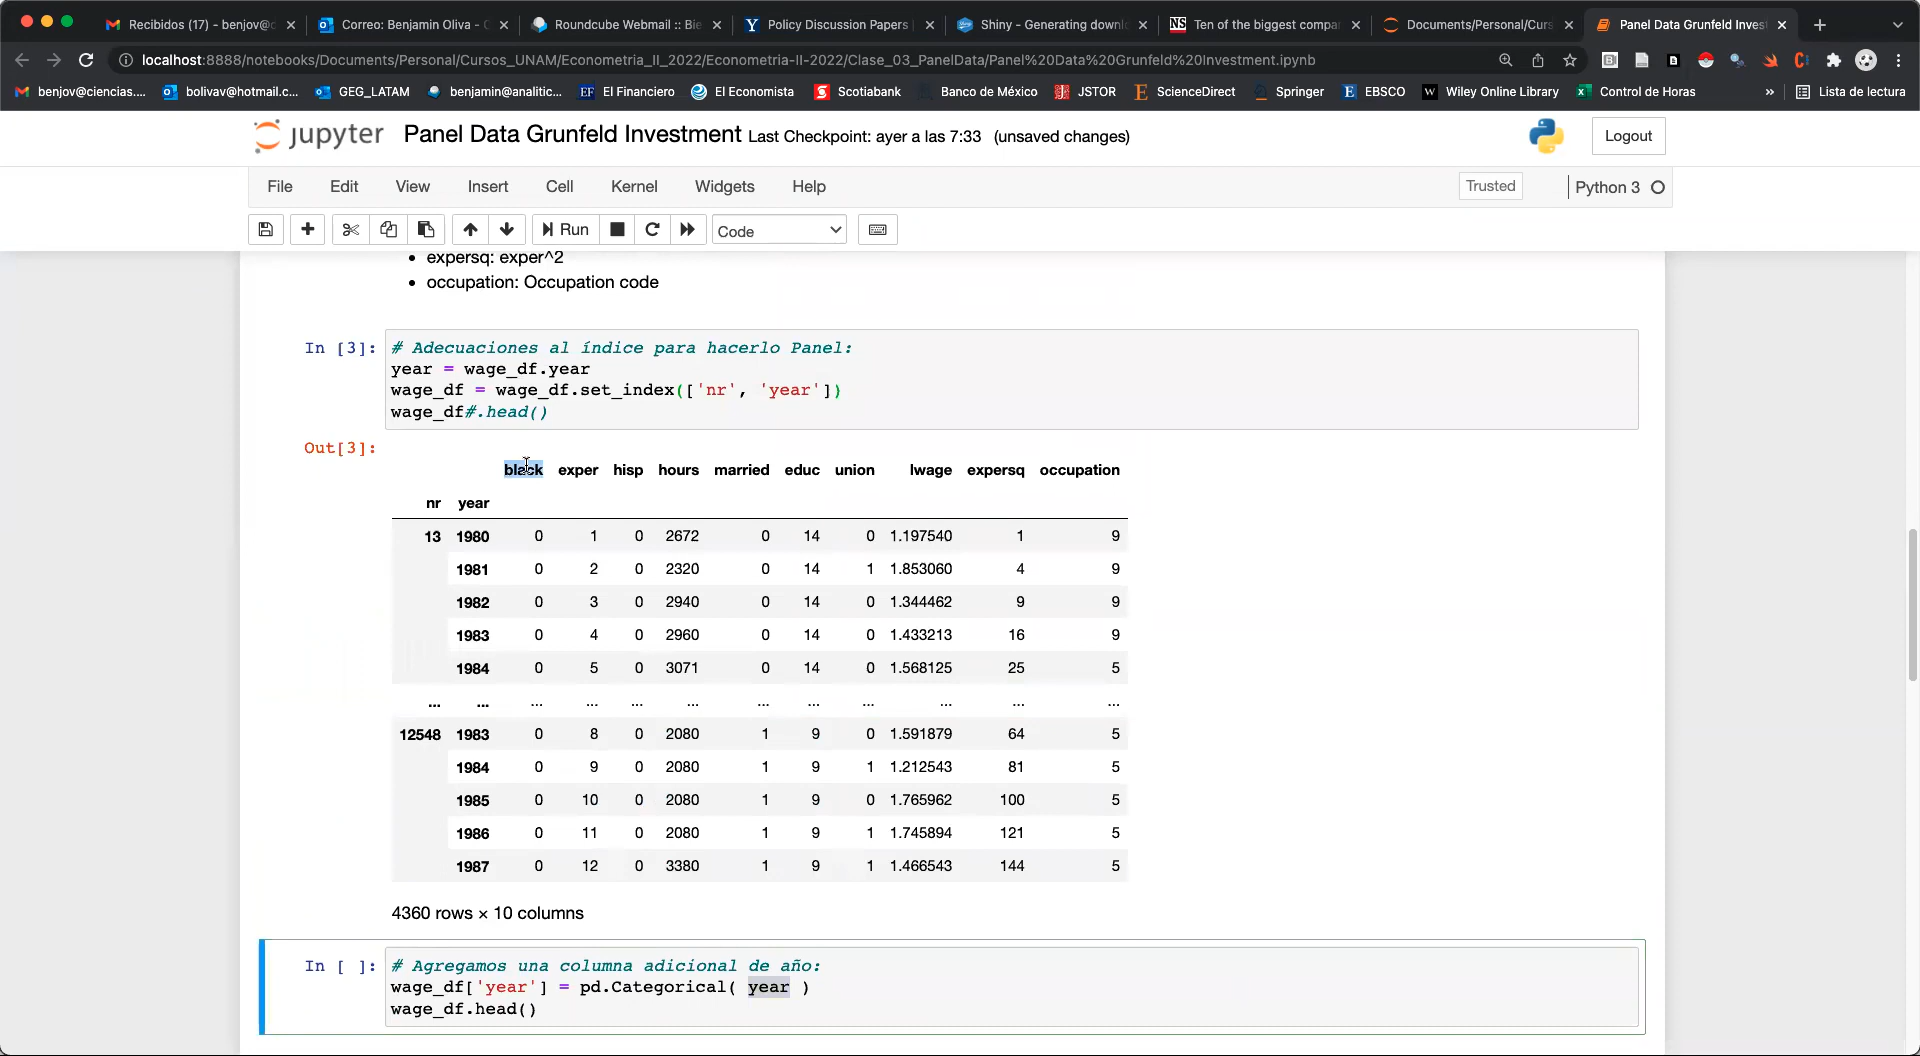 Recibidos (17) - benjov@c
Correo: Benjamin Oliva - O
Roundcube Webmail :: Bie
Policy Discussion Papers
Shiny - Generating downl
Ten of the biggest compa
Documents/Personal/Curs
Panel Data Grunfeld Invest
localhost:8888/notebooks/Documents/Personal/Cursos_UNAM/Econometria_II_2022/Econometria-II-2022/Clase_03_PanelData/Panel%20Data%20Grunfeld%20Investment.ipynb
benjov@ciencias.... bolivav@hotmail.c... GEG_LATAM benjamin@analitic... El Financiero El Economista Scotiabank Banco de México JSTOR ScienceDirect Springer EBSCO Wiley Online Library Control de Horas » Lista de lectura
jupyter Panel Data Grunfeld Investment Last Checkpoint: ayer a las 7:33 (unsaved changes) Logout
File Edit View Insert Cell Kernel Widgets Help Trusted Python 3
Run Code
• expersq: exper^2
• occupation: Occupation code
In [3]: # Adecuaciones al índice para hacerlo Panel:
year = wage_df.year
wage_df = wage_df.set_index(['nr', 'year'])
wage_df#.head()
Out[3]:
black exper hisp hours married educ union lwage expersq occupation
nr year
13 1980 0 1 0 2672 0 14 0 1.197540 1 9
1981 0 2 0 2320 0 14 1 1.853060 4 9
1982 0 3 0 2940 0 14 0 1.344462 9 9
1983 0 4 0 2960 0 14 0 1.433213 16 9
1984 0 5 0 3071 0 14 0 1.568125 25 5
... ... ... ... ... ... ... ... ... ... ... ...
12548 1983 0 8 0 2080 1 9 0 1.591879 64 5
1984 0 9 0 2080 1 9 1 1.212543 81 5
1985 0 10 0 2080 1 9 0 1.765962 100 5
1986 0 11 0 2080 1 9 1 1.745894 121 5
1987 0 12 0 3380 1 9 1 1.466543 144 5
4360 rows × 10 columns
In [ ]: # Agregamos una columna adicional de año:
wage_df['year'] = pd.Categorical( year )
wage_df.head()